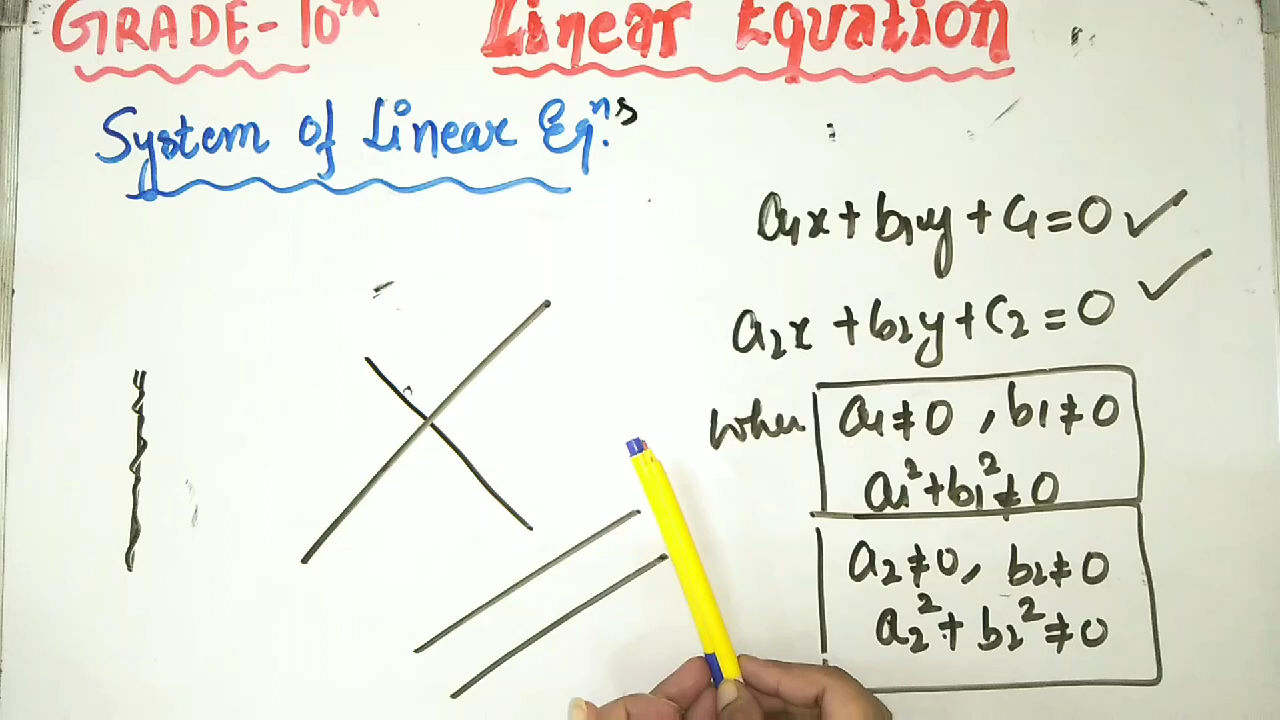 GRADE-10th Linear Equation
System of Linear Eqns.
a1x+b1y+c1=0 ✓
a2x+b2y+c2=0 ✓
When a1≠0, b1≠0
a1²+b1²≠0
a2≠0, b2≠0
a2²+b2²≠0